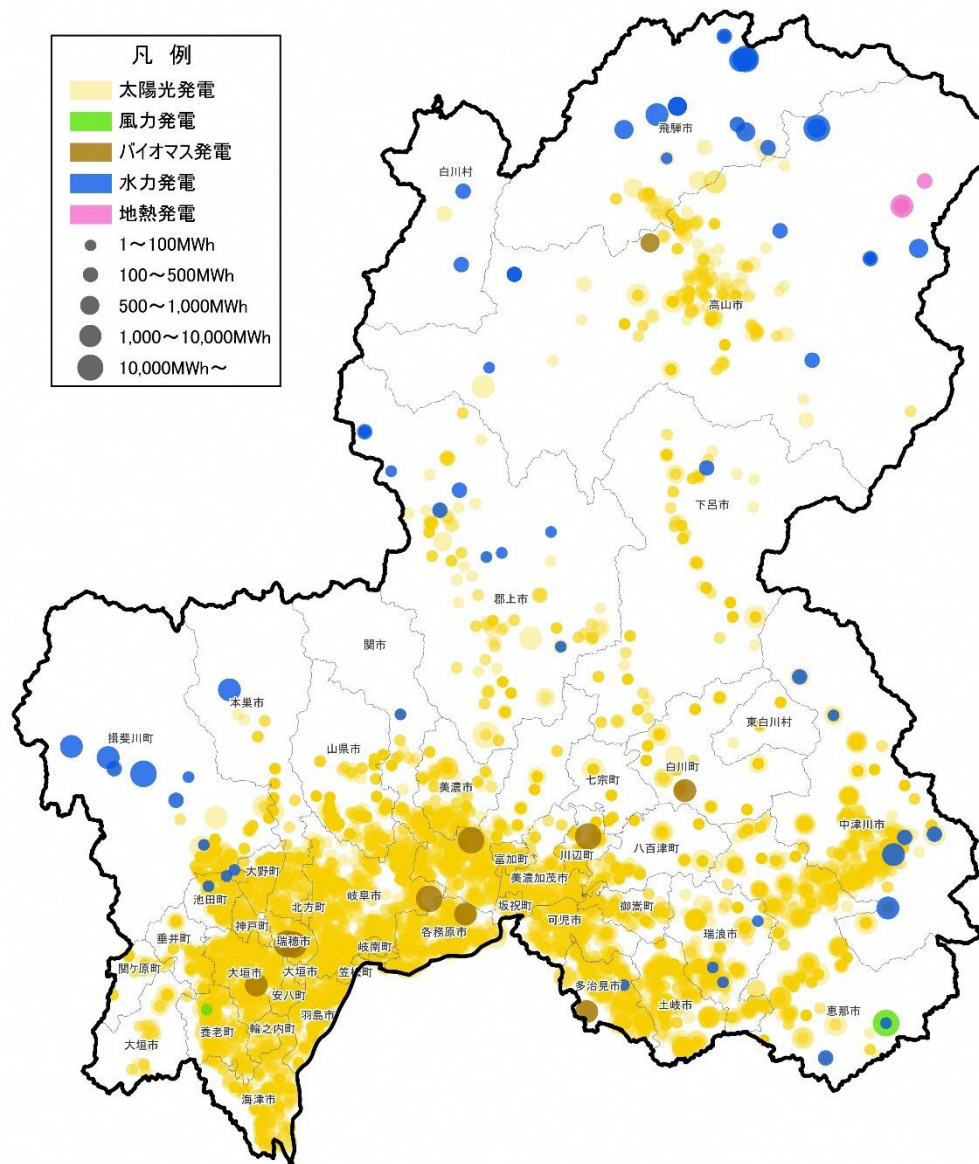 凡 例
太陽光発電
風力発電
バイオマス発電
水力発電
地熱発電
1～100MWh
100～500MWh
500～1,000MWh
1,000～10,000MWh
10,000MWh～
飛騨市
白川村
高山市
下呂市
郡上市
関市
本巣市
東白川村
揖斐川町
山県市
白川町
七宗町
美濃市
中津川市
川辺町
八百津町
富加町
大野町
美濃加茂市
岐阜市
池田町
北方町
坂祝町
御嵩町
可児市
神戸町
瑞浪市
各務原市
垂井町
瑞穂市
岐南町
関ケ原町
大垣市
大垣市
笠松町
多治見市
安八町
土岐市
羽島市
恵那市
養老町
輪之内町
大垣市
海津市